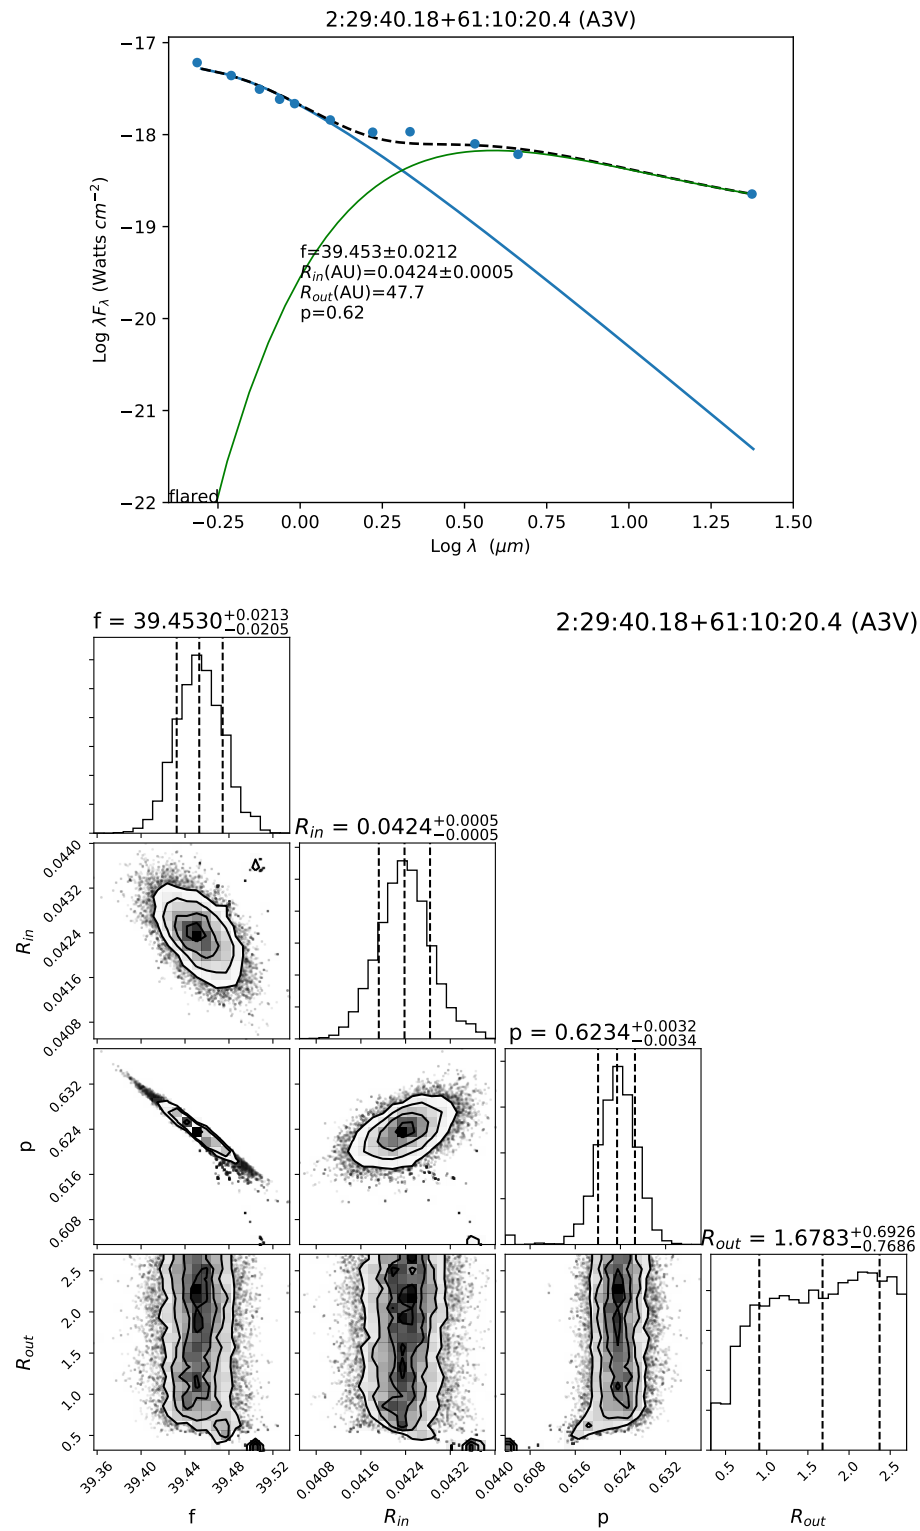 2:29:40.18+61:10:20.4 (A3V)
−17
−18
−19
−20
−21
−22
Log λF_λ (Watts cm⁻²)
f=39.453±0.0212
R_in(AU)=0.0424±0.0005
R_out(AU)=47.7
p=0.62
flared
−0.25 0.00 0.25 0.50 0.75 1.00 1.25 1.50
Log λ (μm)
2:29:40.18+61:10:20.4 (A3V)
f = 39.4530 +0.0213 −0.0205
R_in = 0.0424 +0.0005 −0.0005
0.0440
0.0432
0.0424
0.0416
0.0408
R_in
p = 0.6234 +0.0032 −0.0034
0.632
0.624
0.616
0.608
p
R_out = 1.6783 +0.6926 −0.7686
2.5
2.0
1.5
1.0
0.5
R_out
39.36 39.40 39.44 39.48 39.52
0.0408 0.0416 0.0424 0.0432 0.0440
0.608 0.616 0.624 0.632
0.5 1.0 1.5 2.0 2.5
f
R_in
p
R_out